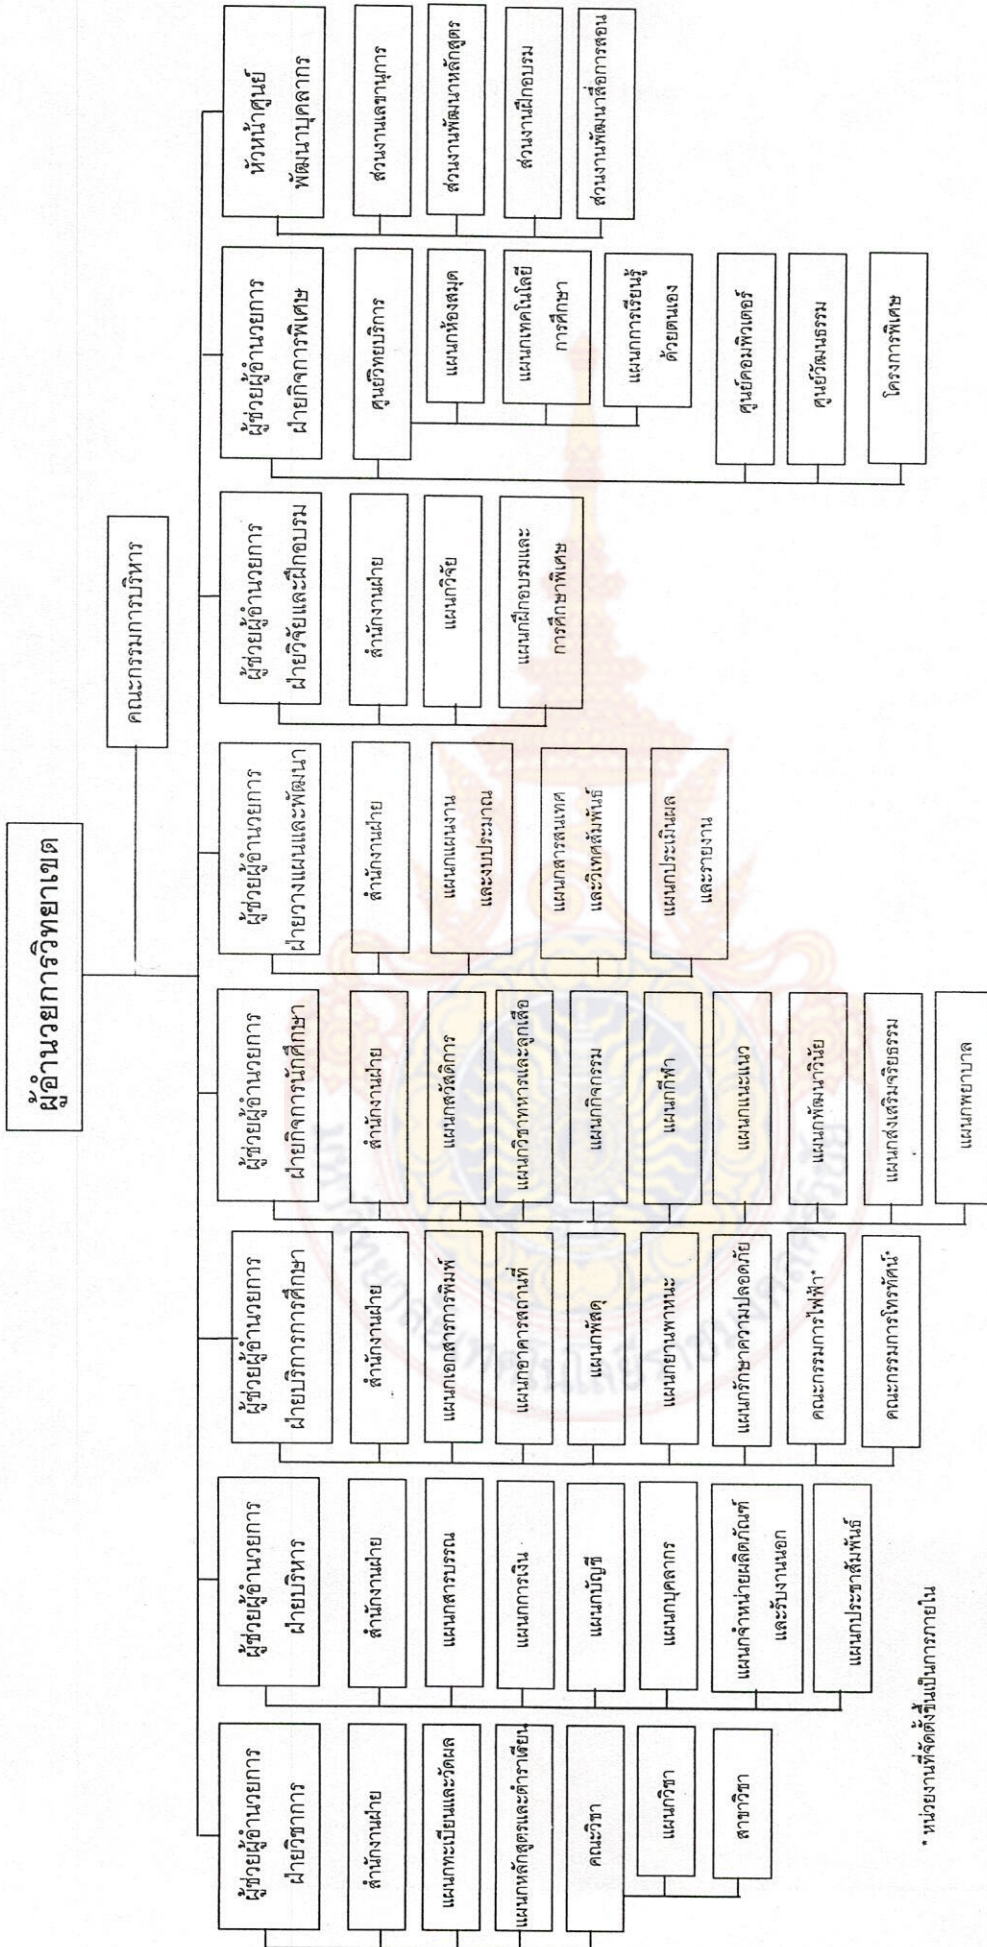 ผู้อำนวยการวิทยาเขต
คณะกรรมการบริหาร
ผู้ช่วยผู้อำนวยการ
ฝ่ายวิชาการ
สำนักงานฝ่าย
แผนกทะเบียนและวัดผล
แผนกหลักสูตรและตำราเรียน
คณะวิชา
แผนกวิชา
สาขาวิชา
ผู้ช่วยผู้อำนวยการ
ฝ่ายบริหาร
สำนักงานฝ่าย
แผนกสารบรรณ
แผนกการเงิน
แผนกบัญชี
แผนกบุคลากร
แผนกจำหน่ายผลิตภัณฑ์
และรับงานนอก
แผนกประชาสัมพันธ์
ผู้ช่วยผู้อำนวยการ
ฝ่ายบริการการศึกษา
สำนักงานฝ่าย
แผนกเอกสารการพิมพ์
แผนกอาคารสถานที่
แผนกพัสดุ
แผนกยานพาหนะ
แผนกรักษาความปลอดภัย
คณะกรรมการไฟฟ้า*
คณะกรรมการโทรทัศน์*
ผู้ช่วยผู้อำนวยการ
ฝ่ายกิจการนักศึกษา
สำนักงานฝ่าย
แผนกสวัสดิการ
แผนกวิชาทหารและลูกเสือ
แผนกกิจกรรม
แผนกกีฬา
แผนกแนะแนว
แผนกพัฒนาวินัย
แผนกส่งเสริมจริยธรรม
แผนกพยาบาล
ผู้ช่วยผู้อำนวยการ
ฝ่ายวางแผนและพัฒนา
สำนักงานฝ่าย
แผนกแผนงาน
และงบประมาณ
แผนกสารสนเทศ
และวิเทศสัมพันธ์
แผนกประเมินผล
และรายงาน
ผู้ช่วยผู้อำนวยการ
ฝ่ายวิจัยและฝึกอบรม
สำนักงานฝ่าย
แผนกวิจัย
แผนกฝึกอบรมและ
การศึกษาพิเศษ
ผู้ช่วยผู้อำนวยการ
ฝ่ายกิจการพิเศษ
ศูนย์วิทยบริการ
แผนกห้องสมุด
แผนกเทคโนโลยี
การศึกษา
แผนกการเรียนรู้
ด้วยตนเอง
ศูนย์คอมพิวเตอร์
ศูนย์วัฒนธรรม
โครงการพิเศษ
หัวหน้าศูนย์
พัฒนาบุคลากร
ส่วนงานเลขานุการ
ส่วนงานพัฒนาหลักสูตร
ส่วนงานฝึกอบรม
ส่วนงานพัฒนาสื่อการสอน
* หน่วยงานที่จัดตั้งขึ้นเป็นการภายใน